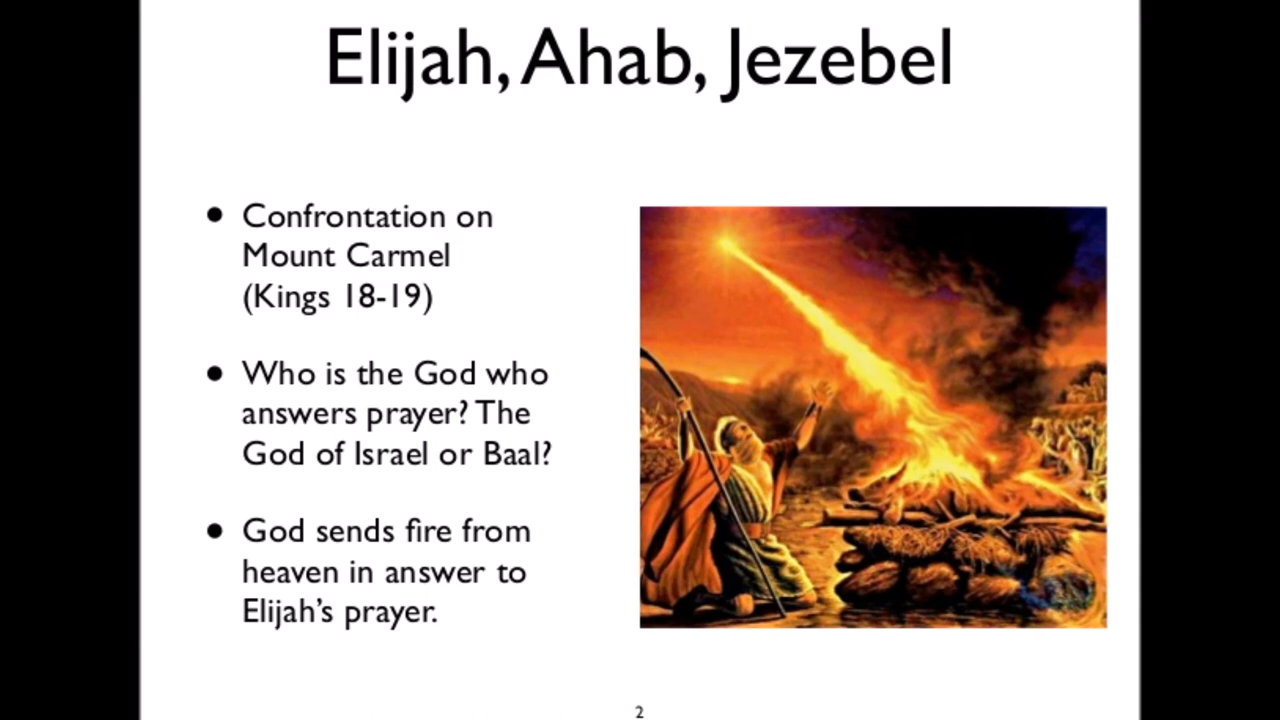 Elijah, Ahab, Jezebel
• Confrontation on
Mount Carmel
(Kings 18-19)
• Who is the God who
answers prayer? The
God of Israel or Baal?
• God sends fire from
heaven in answer to
Elijah’s prayer.
2